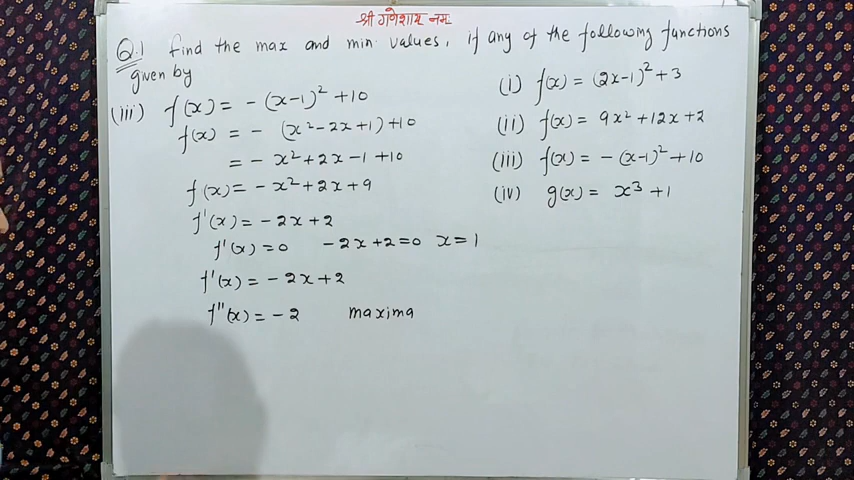 श्री गणेशाय नमः
Q.1 find the max and min. values, if any of the following functions
given by
(i) f(x) = (2x-1)² + 3
(ii) f(x) = 9x² + 12x + 2
(iii) f(x) = - (x-1)² + 10
(iv) g(x) = x³ + 1
(iii) f(x) = - (x-1)² + 10
f(x) = - (x² - 2x + 1) + 10
= - x² + 2x - 1 + 10
f(x) = - x² + 2x + 9
f'(x) = - 2x + 2
f'(x) = 0 - 2x + 2 = 0 x = 1
f'(x) = - 2x + 2
f''(x) = - 2 maxima